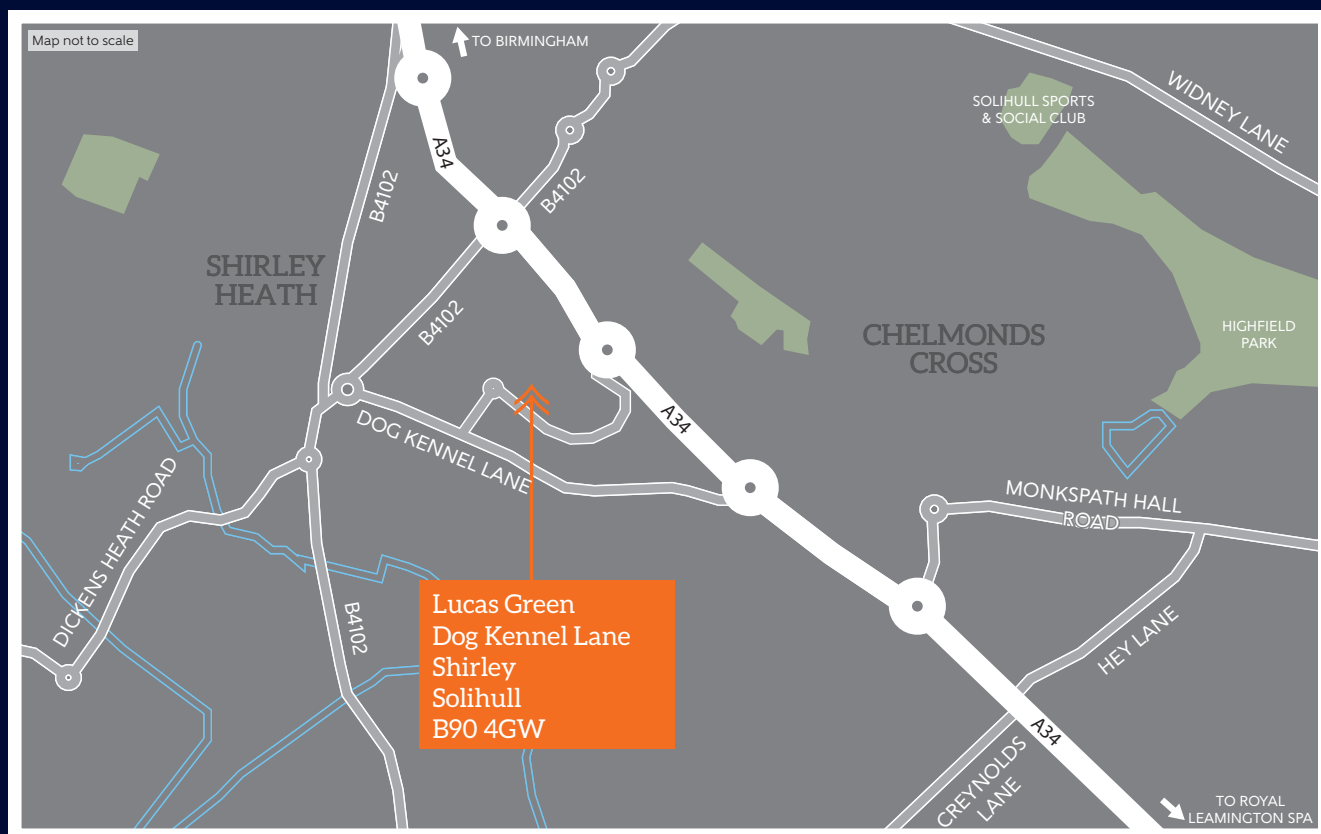 Map not to scale
TO BIRMINGHAM
SOLIHULL SPORTS
& SOCIAL CLUB
WIDNEY LANE
A34
B4102
B4102
SHIRLEY
HEATH
B4102
CHELMONDS
CROSS
HIGHFIELD
PARK
DOG KENNEL LANE
A34
DICKENS HEATH ROAD
MONKSPATH HALL
ROAD
B4102
Lucas Green
Dog Kennel Lane
Shirley
Solihull
B90 4GW
HEY LANE
A34
CREYNOLDS
LANE
TO ROYAL
LEAMINGTON SPA